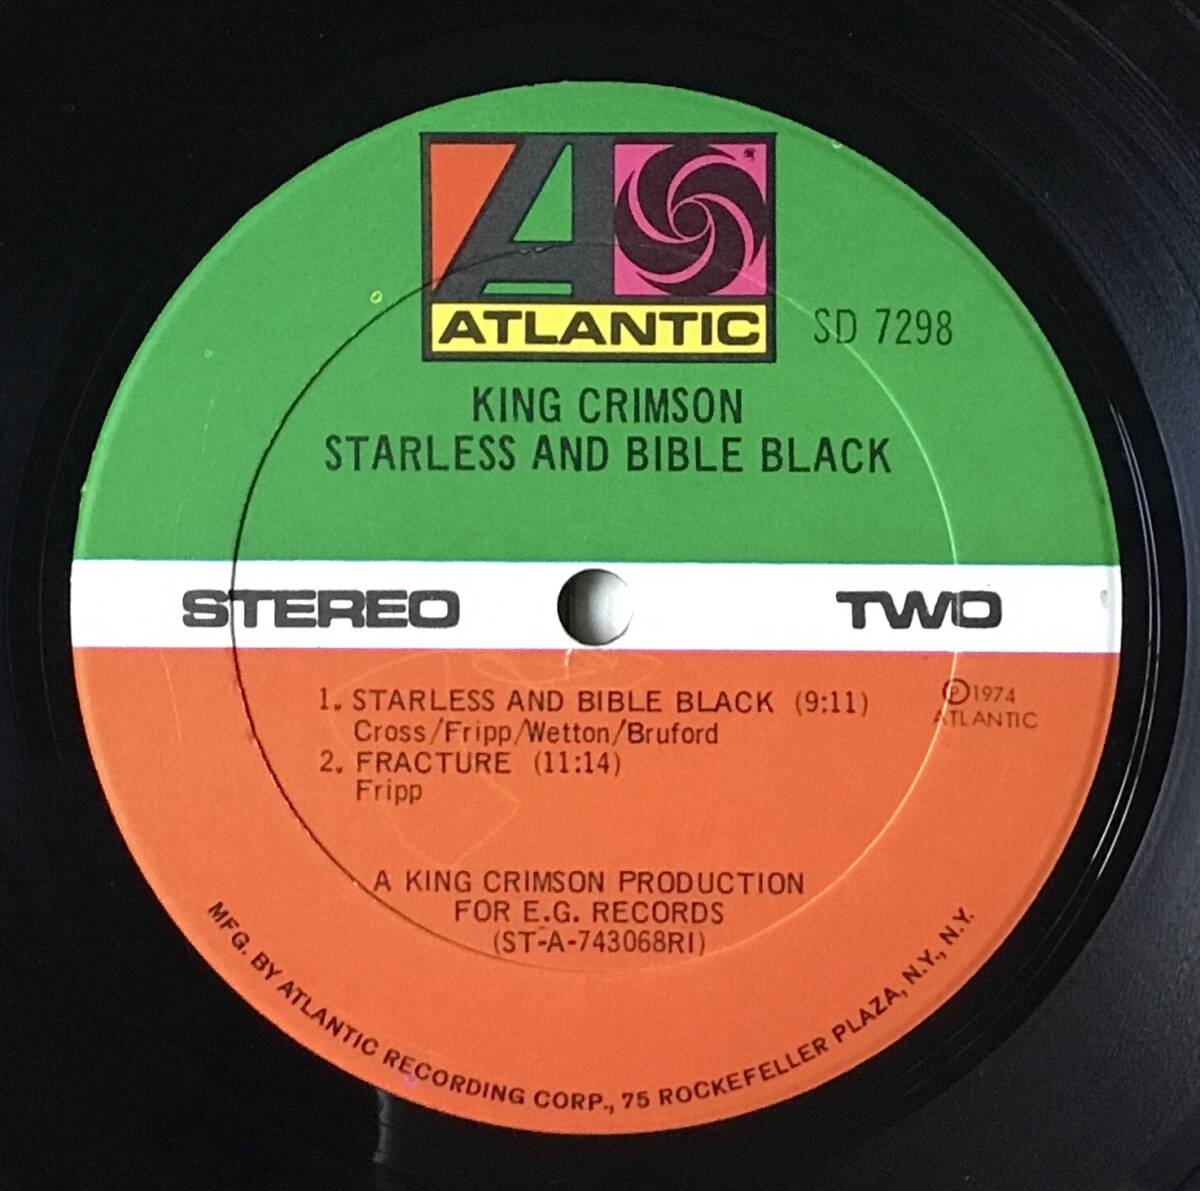 ATLANTIC
SD 7298
KING CRIMSON
STARLESS AND BIBLE BLACK
STEREO
TWO
1. STARLESS AND BIBLE BLACK (9:11)
Cross/Fripp/Wetton/Bruford
2. FRACTURE (11:14)
Fripp
℗1974
ATLANTIC
A KING CRIMSON PRODUCTION
FOR E.G. RECORDS
(ST-A-743068RI)
MFG. BY ATLANTIC RECORDING CORP., 75 ROCKEFELLER PLAZA, N.Y., N.Y.